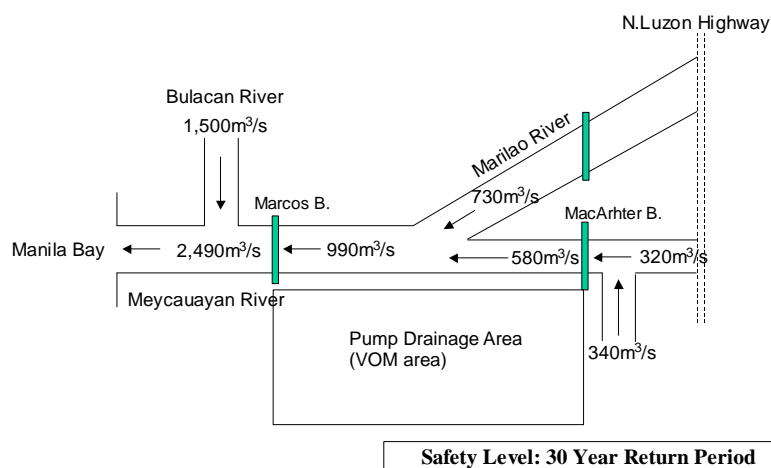 N.Luzon Highway
Bulacan River
1,500m³/s
Marilao River
Marcos B.
730m³/s
MacArhter B.
Manila Bay
2,490m³/s
990m³/s
580m³/s
320m³/s
Meycauayan River
Pump Drainage Area
(VOM area)
340m³/s
Safety Level: 30 Year Return Period